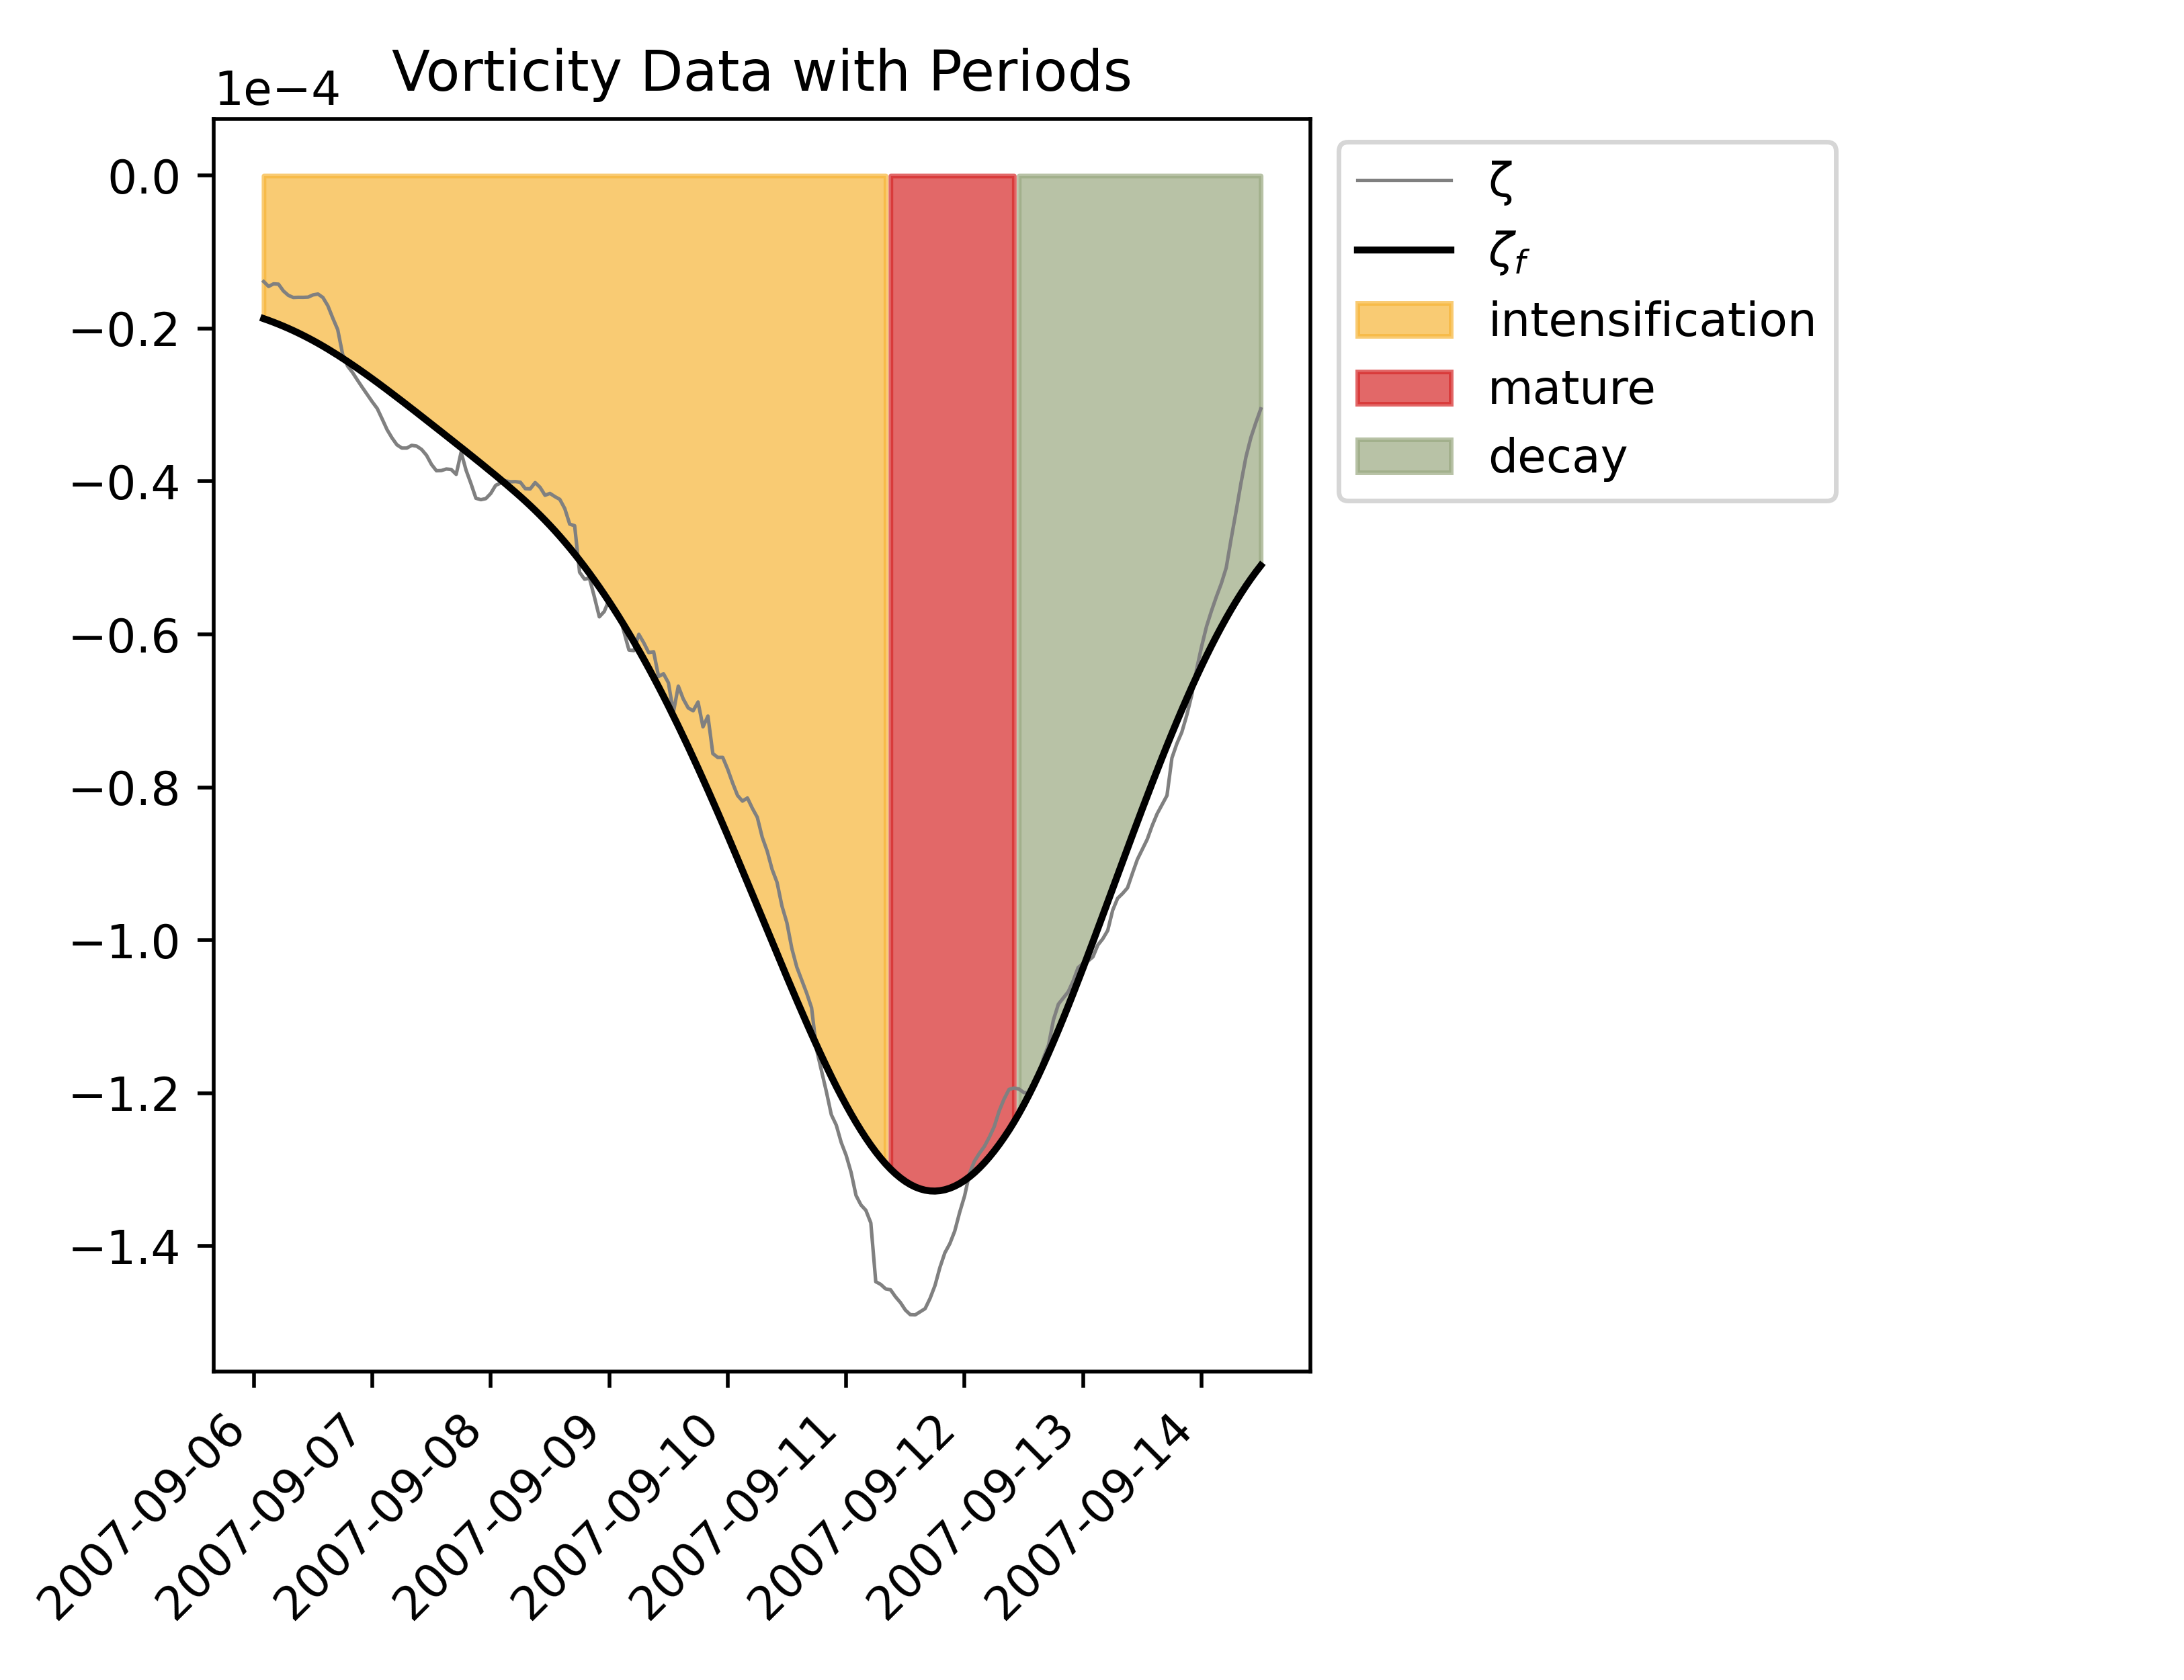 Vorticity Data with Periods
1e−4
0.0
−0.2
−0.4
−0.6
−0.8
−1.0
−1.2
−1.4
2007-09-06
2007-09-07
2007-09-08
2007-09-09
2007-09-10
2007-09-11
2007-09-12
2007-09-13
2007-09-14
ζ
ζf
intensification
mature
decay